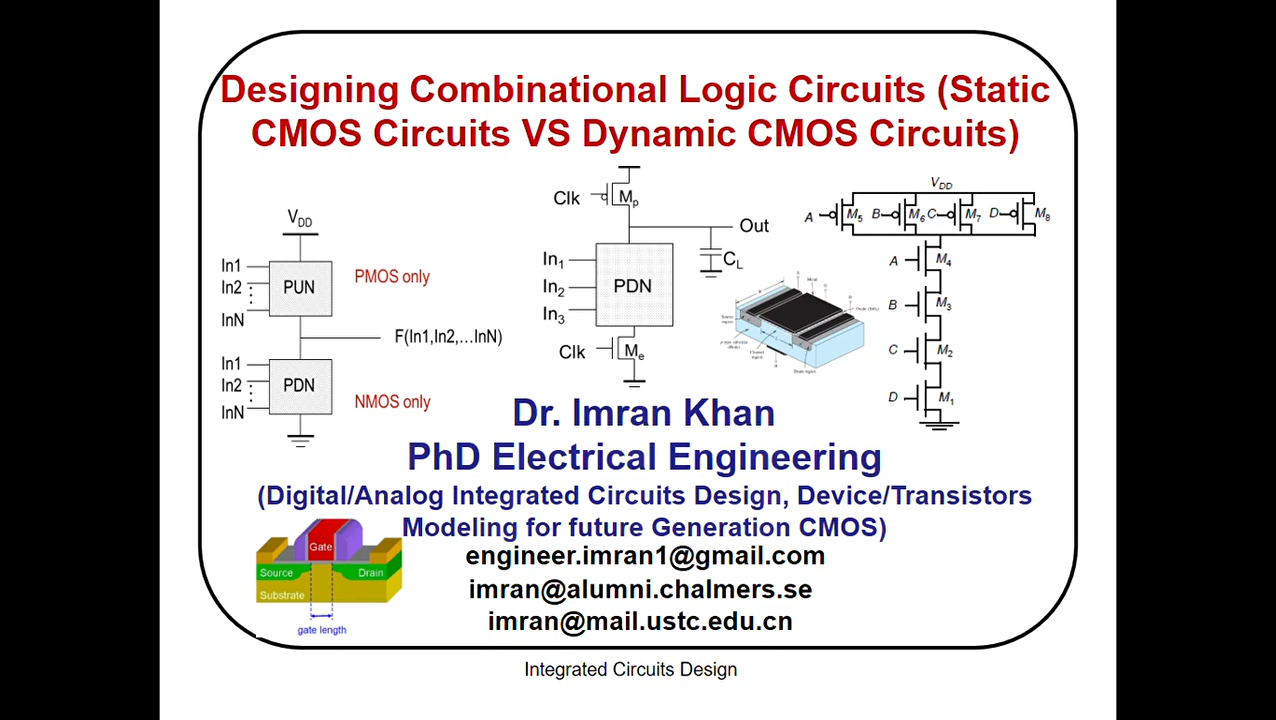 Designing Combinational Logic Circuits (Static
CMOS Circuits VS Dynamic CMOS Circuits)
VDD
In1
In2
InN
PUN
PMOS only
F(In1,In2,…InN)
In1
In2
InN
PDN
NMOS only
Clk
Mp
Out
CL
In1
In2
In3
PDN
Clk
Me
VDD
A
M5
B
M6
C
M7
D
M8
A
M4
B
M3
C
M2
D
M1
Dr. Imran Khan
PhD Electrical Engineering
(Digital/Analog Integrated Circuits Design, Device/Transistors
Modeling for future Generation CMOS)
engineer.imran1@gmail.com
imran@alumni.chalmers.se
imran@mail.ustc.edu.cn
Gate
Source
Drain
Substrate
gate length
Integrated Circuits Design